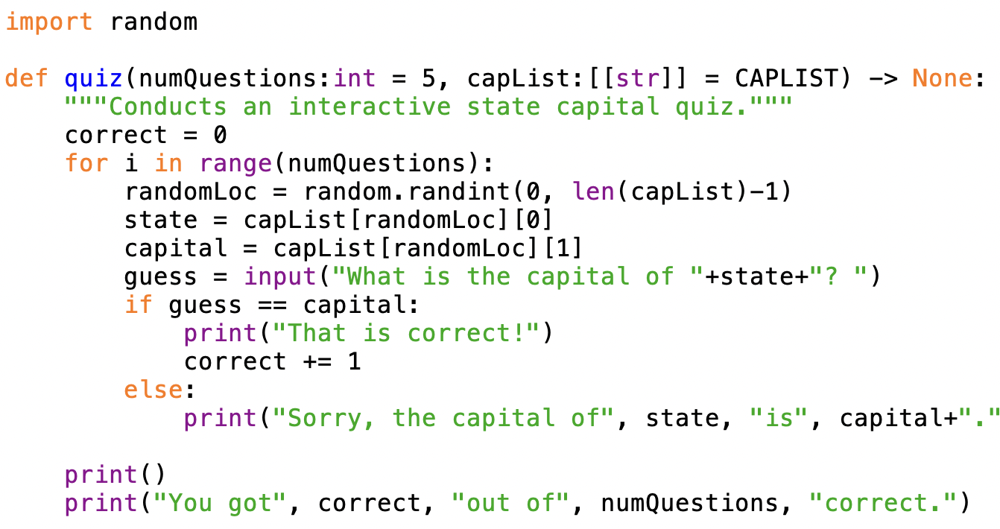 import random

def quiz(numQuestions:int = 5, capList:[[str]] = CAPLIST) -> None:
    """Conducts an interactive state capital quiz."""
    correct = 0
    for i in range(numQuestions):
        randomLoc = random.randint(0, len(capList)-1)
        state = capList[randomLoc][0]
        capital = capList[randomLoc][1]
        guess = input("What is the capital of "+state+"? ")
        if guess == capital:
            print("That is correct!")
            correct += 1
        else:
            print("Sorry, the capital of", state, "is", capital+"."

    print()
    print("You got", correct, "out of", numQuestions, "correct.")